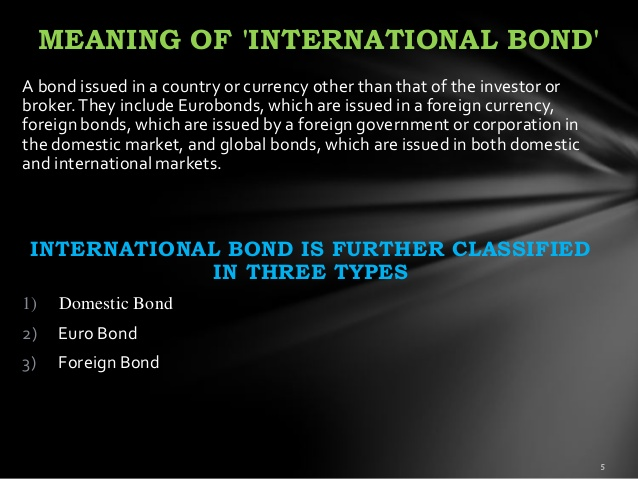 MEANING OF 'INTERNATIONAL BOND'
A bond issued in a country or currency other than that of the investor or
broker. They include Eurobonds, which are issued in a foreign currency,
foreign bonds, which are issued by a foreign government or corporation in
the domestic market, and global bonds, which are issued in both domestic
and international markets.
INTERNATIONAL BOND IS FURTHER CLASSIFIED
IN THREE TYPES
1) Domestic Bond
2) Euro Bond
3) Foreign Bond
5